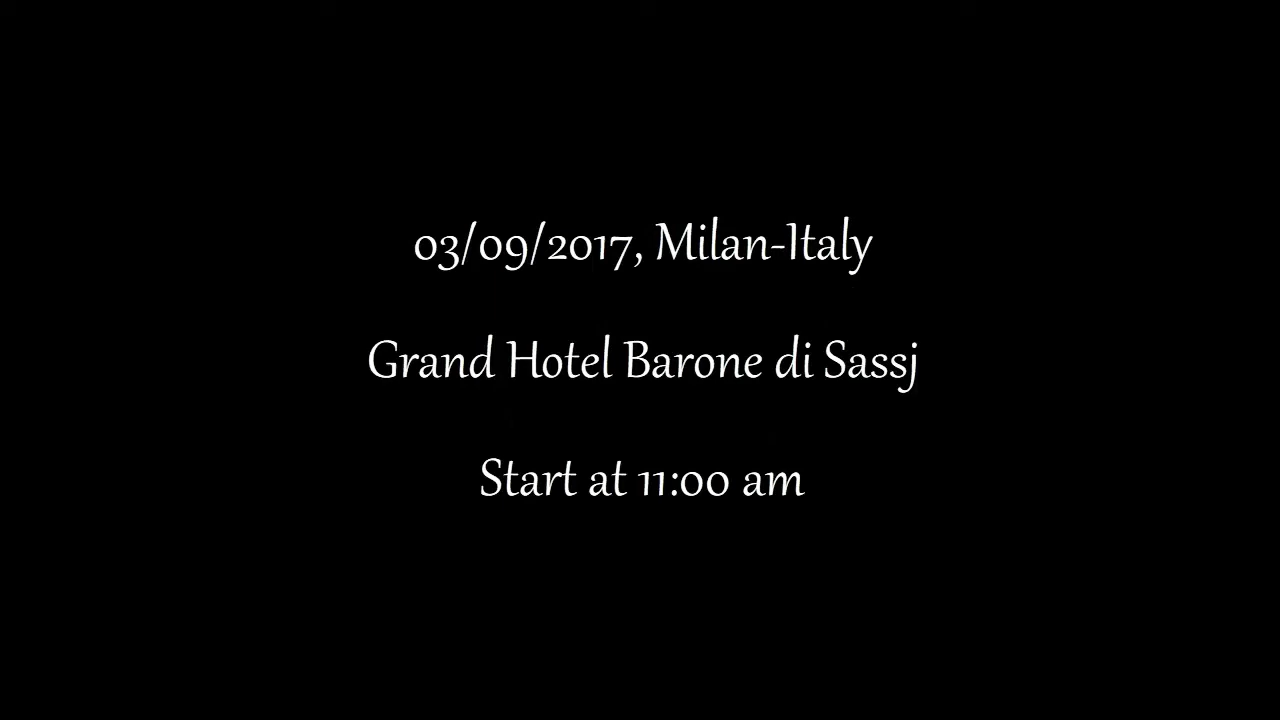 03/09/2017, Milan-Italy
Grand Hotel Barone di Sassj
Start at 11:00 am